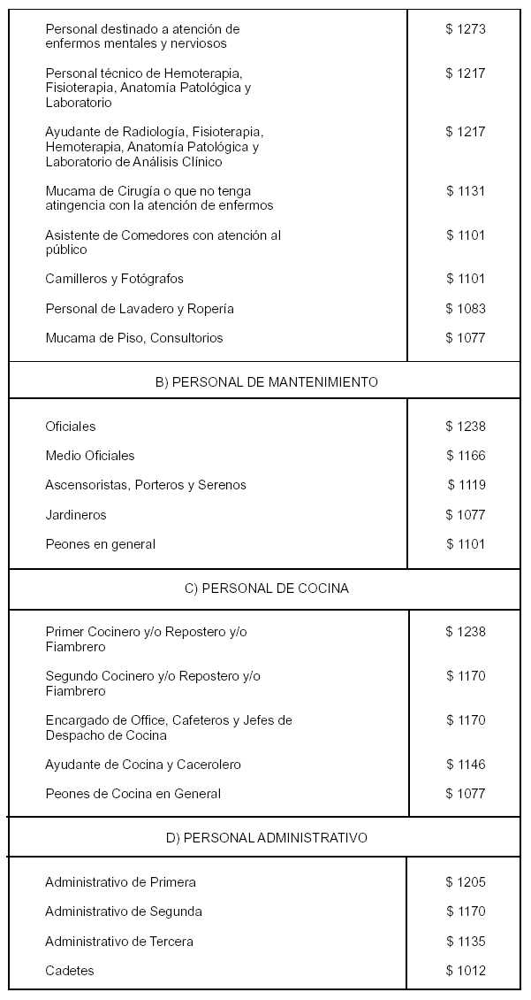 Personal destinado a atención de $ 1273
enfermos mentales y nerviosos
Personal técnico de Hemoterapia, $ 1217
Fisioterapia, Anatomía Patológica y
Laboratorio
Ayudante de Radiología, Fisioterapia, $ 1217
Hemoterapia, Anatomía Patológica y
Laboratorio de Análisis Clínico
Mucama de Cirugía o que no tenga $ 1131
atingencia con la atención de enfermos
Asistente de Comedores con atención al $ 1101
público
Camilleros y Fotógrafos $ 1101
Personal de Lavadero y Ropería $ 1083
Mucama de Piso, Consultorios $ 1077
B) PERSONAL DE MANTENIMIENTO
Oficiales $ 1238
Medio Oficiales $ 1166
Ascensoristas, Porteros y Serenos $ 1119
Jardineros $ 1077
Peones en general $ 1101
C) PERSONAL DE COCINA
Primer Cocinero y/o Repostero y/o $ 1238
Fiambrero
Segundo Cocinero y/o Repostero y/o $ 1170
Fiambrero
Encargado de Office, Cafeteros y Jefes de $ 1170
Despacho de Cocina
Ayudante de Cocina y Cacerolero $ 1146
Peones de Cocina en General $ 1077
D) PERSONAL ADMINISTRATIVO
Administrativo de Primera $ 1205
Administrativo de Segunda $ 1170
Administrativo de Tercera $ 1135
Cadetes $ 1012